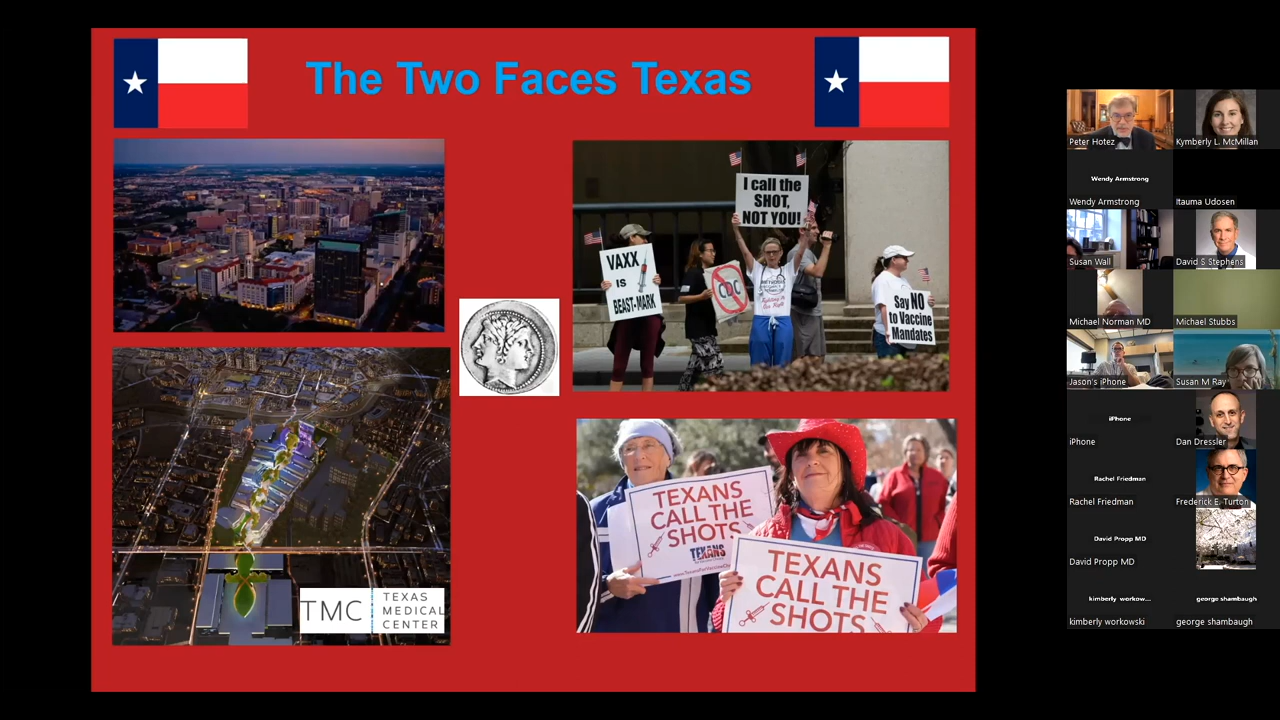 The Two Faces Texas
I call the
SHOT,
NOT YOU!
VAXX
IS
BEAST-MARK
CDC
Say NO
to Vaccine
Mandates
TEXANS
CALL THE
SHOTS
TEXANS
TEXANS
CALL THE
SHOTS
TMC
TEXAS
MEDICAL
CENTER
Peter Hotez
Kymberly L. McMillan
Wendy Armstrong
Wendy Armstrong
Itauma Udosen
Susan Wall
David S Stephens
Michael Norman MD
Michael Stubbs
Jason's iPhone
Susan M Ray
iPhone
iPhone
Dan Dressler
Rachel Friedman
Rachel Friedman
Frederick E. Turton
David Propp MD
David Propp MD
kimberly workow...
kimberly workowski
george shambaugh
george shambaugh